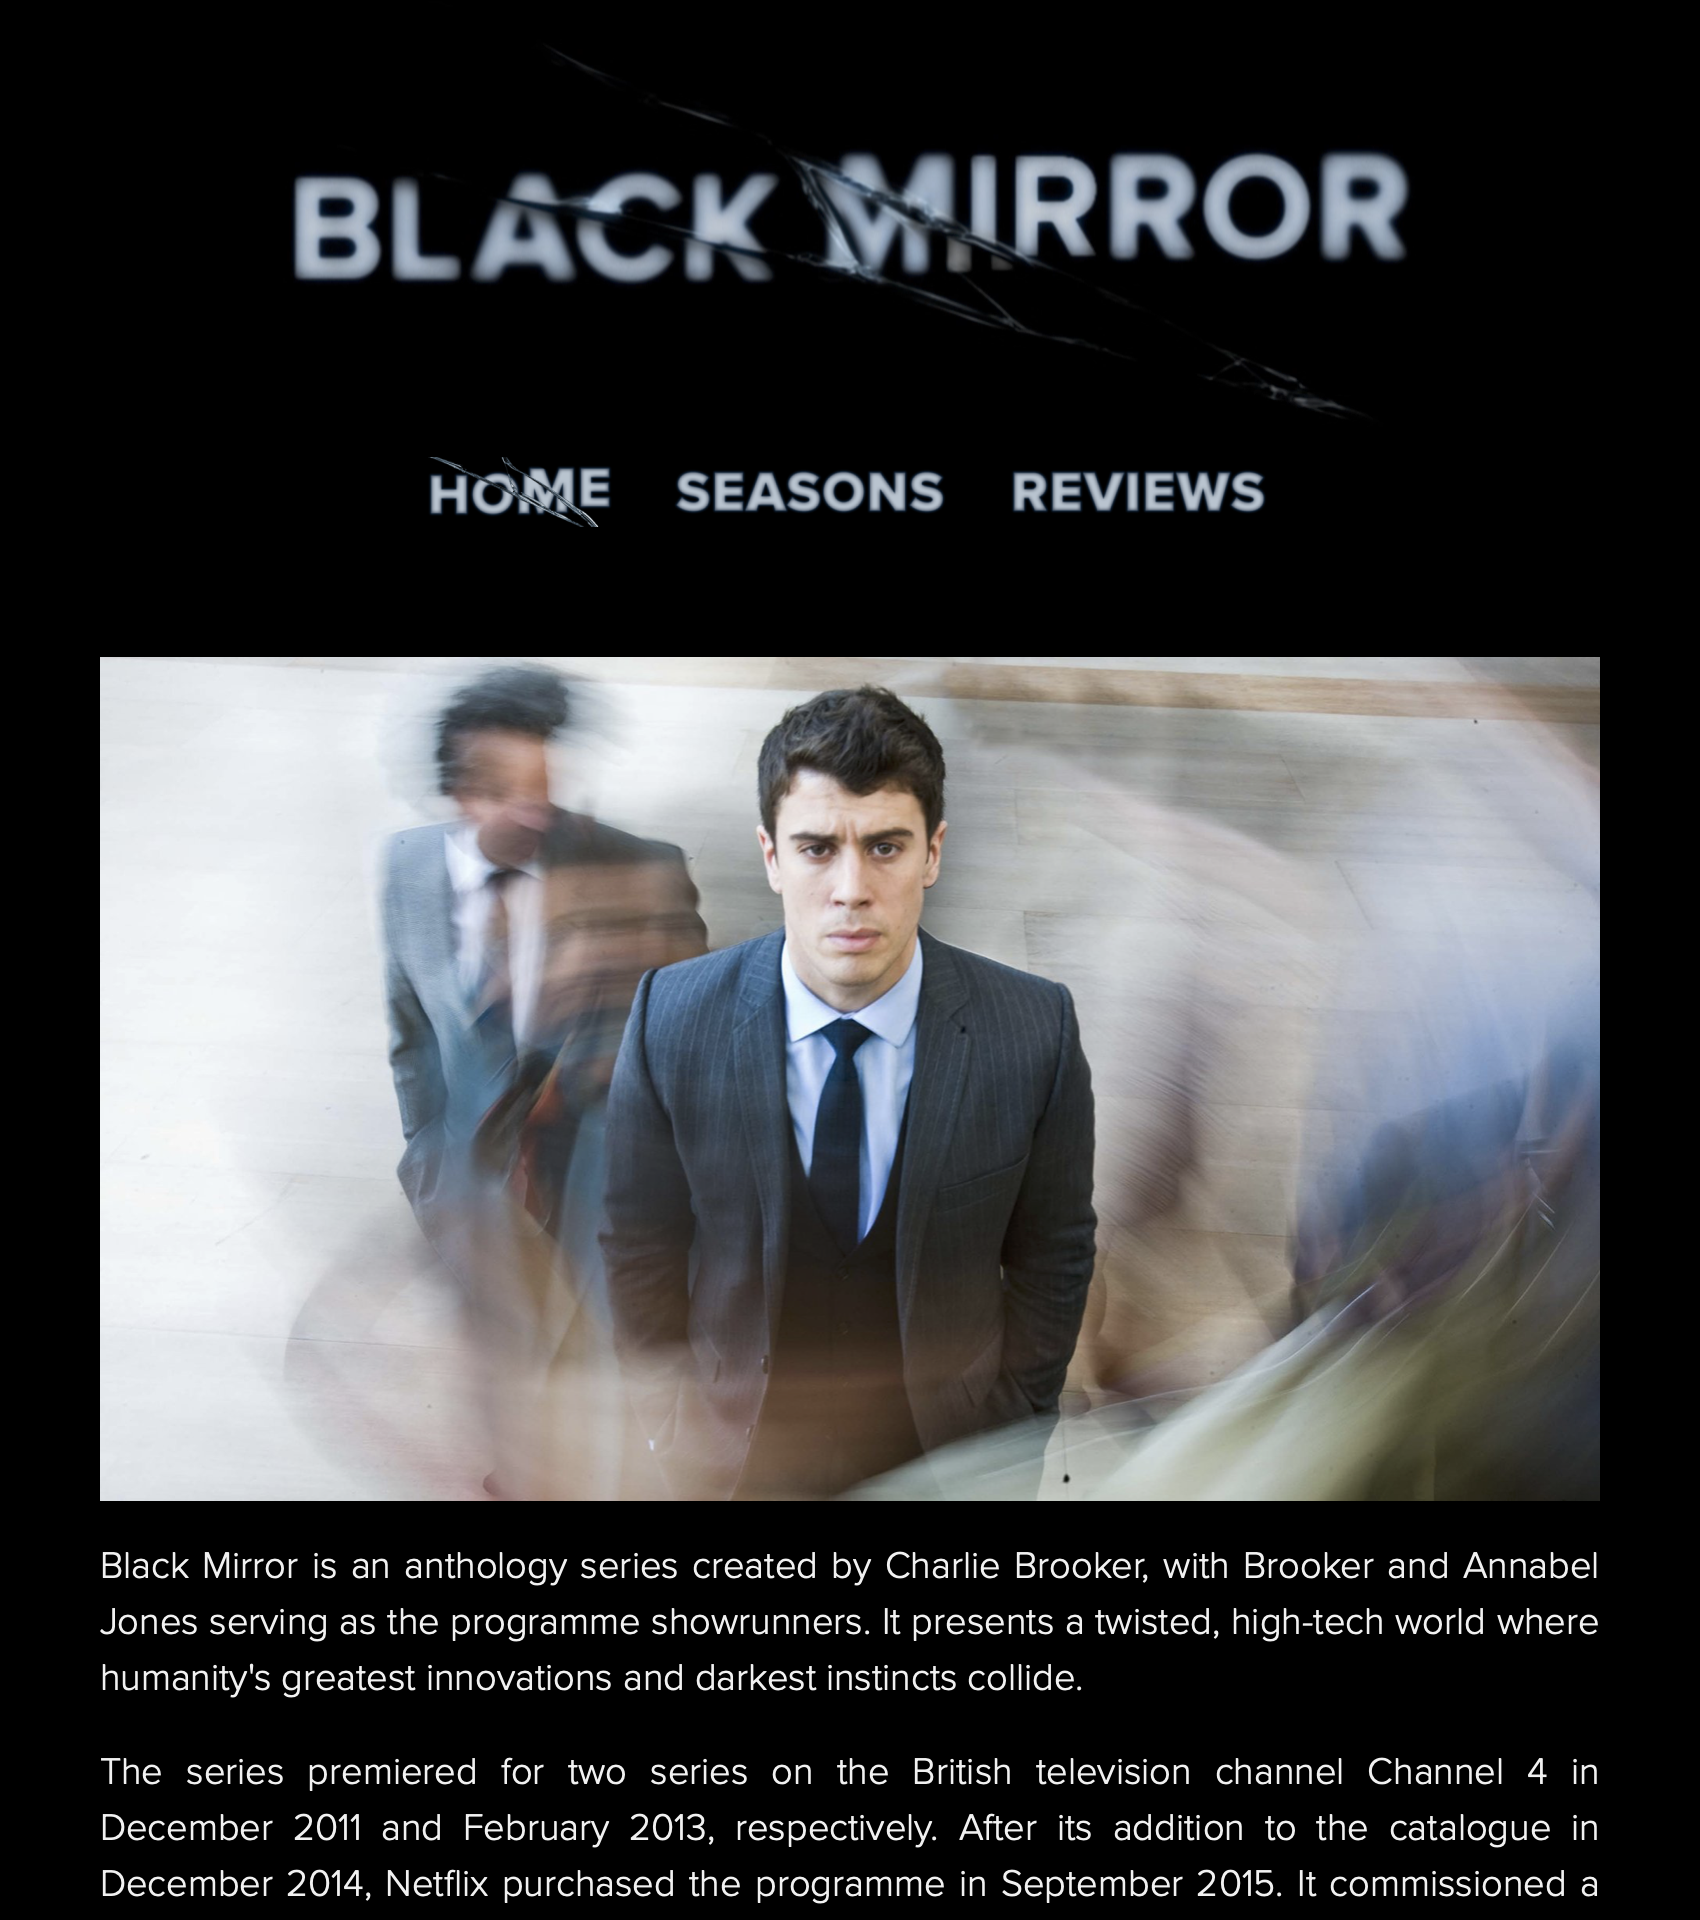 BLACK MIRROR
HOME SEASONS REVIEWS
Black Mirror is an anthology series created by Charlie Brooker, with Brooker and Annabel
Jones serving as the programme showrunners. It presents a twisted, high-tech world where
humanity's greatest innovations and darkest instincts collide.
The series premiered for two series on the British television channel Channel 4 in
December 2011 and February 2013, respectively. After its addition to the catalogue in
December 2014, Netflix purchased the programme in September 2015. It commissioned a